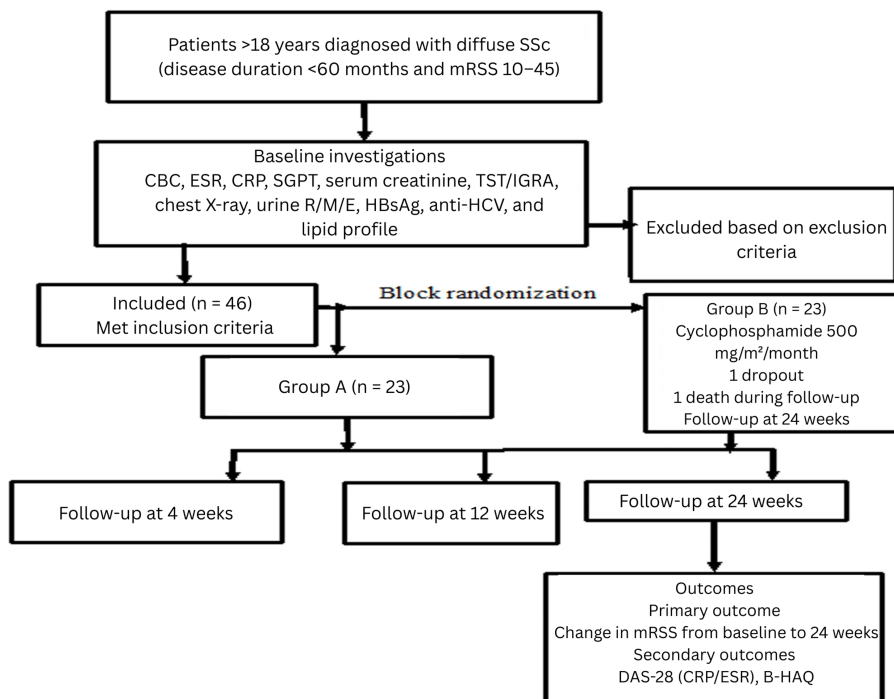 Patients >18 years diagnosed with diffuse SSc
(disease duration <60 months and mRSS 10–45)
Baseline investigations
CBC, ESR, CRP, SGPT, serum creatinine, TST/IGRA,
chest X-ray, urine R/M/E, HBsAg, anti-HCV, and
lipid profile
Excluded based on exclusion
criteria
Included (n = 46)
Met inclusion criteria
Block randomization
Group B (n = 23)
Cyclophosphamide 500
mg/m²/month
1 dropout
1 death during follow-up
Follow-up at 24 weeks
Group A (n = 23)
Follow-up at 4 weeks
Follow-up at 12 weeks
Follow-up at 24 weeks
Outcomes
Primary outcome
Change in mRSS from baseline to 24 weeks
Secondary outcomes
DAS-28 (CRP/ESR), B-HAQ